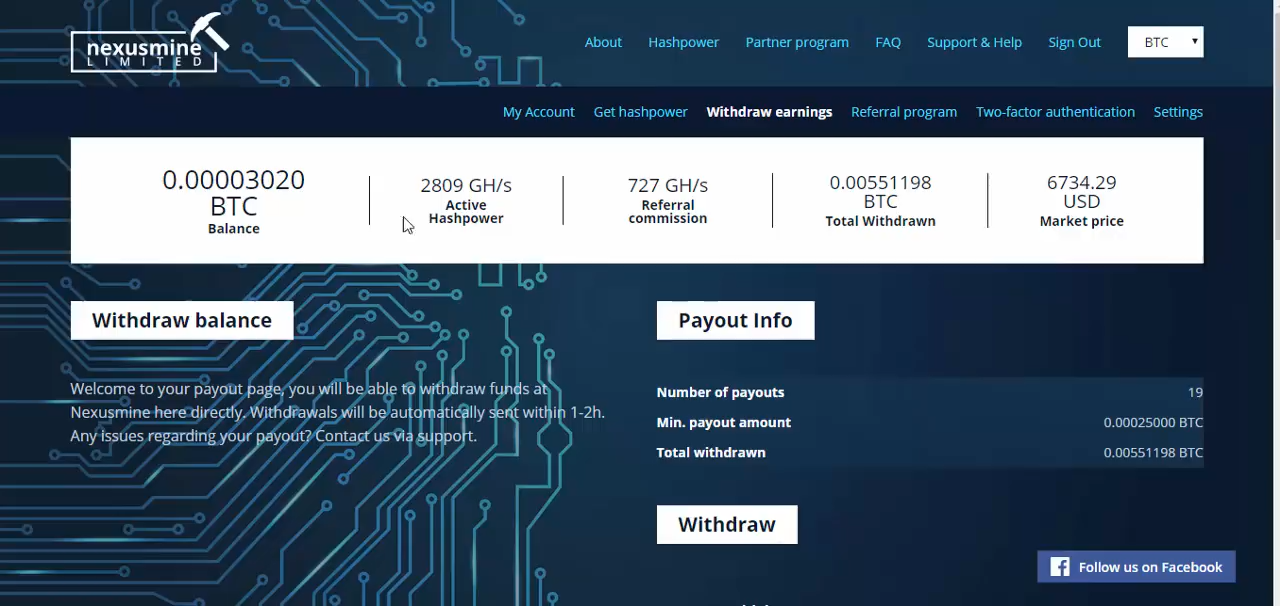 nexusmine
LIMITED
About Hashpower Partner program FAQ Support & Help Sign Out BTC
My Account Get hashpower Withdraw earnings Referral program Two-factor authentication Settings
0.00003020
BTC
Balance
2809 GH/s
Active
Hashpower
727 GH/s
Referral
commission
0.00551198
BTC
Total Withdrawn
6734.29
USD
Market price
Withdraw balance
Welcome to your payout page, you will be able to withdraw funds at
Nexusmine here directly. Withdrawals will be automatically sent within 1-2h.
Any issues regarding your payout? Contact us via support.
Payout Info
Number of payouts 19
Min. payout amount 0.00025000 BTC
Total withdrawn 0.00551198 BTC
Withdraw
Follow us on Facebook